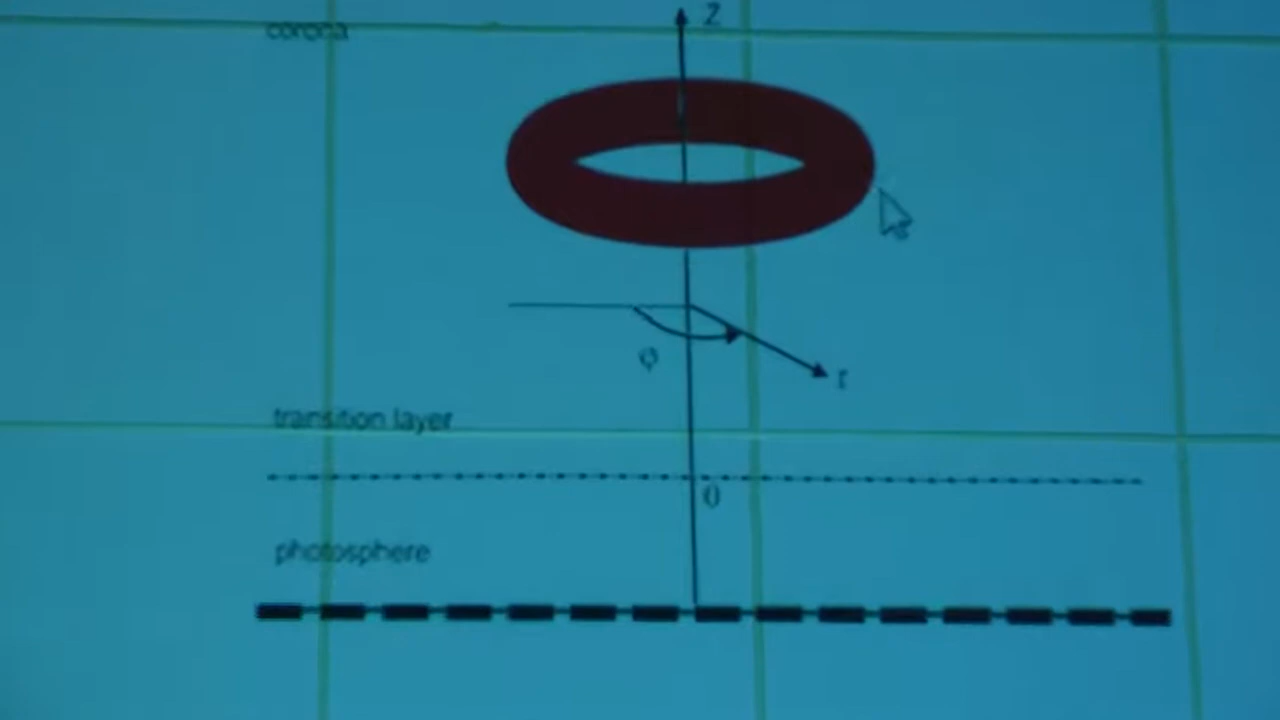 corona
z
φ
r
transition layer
0
photosphere